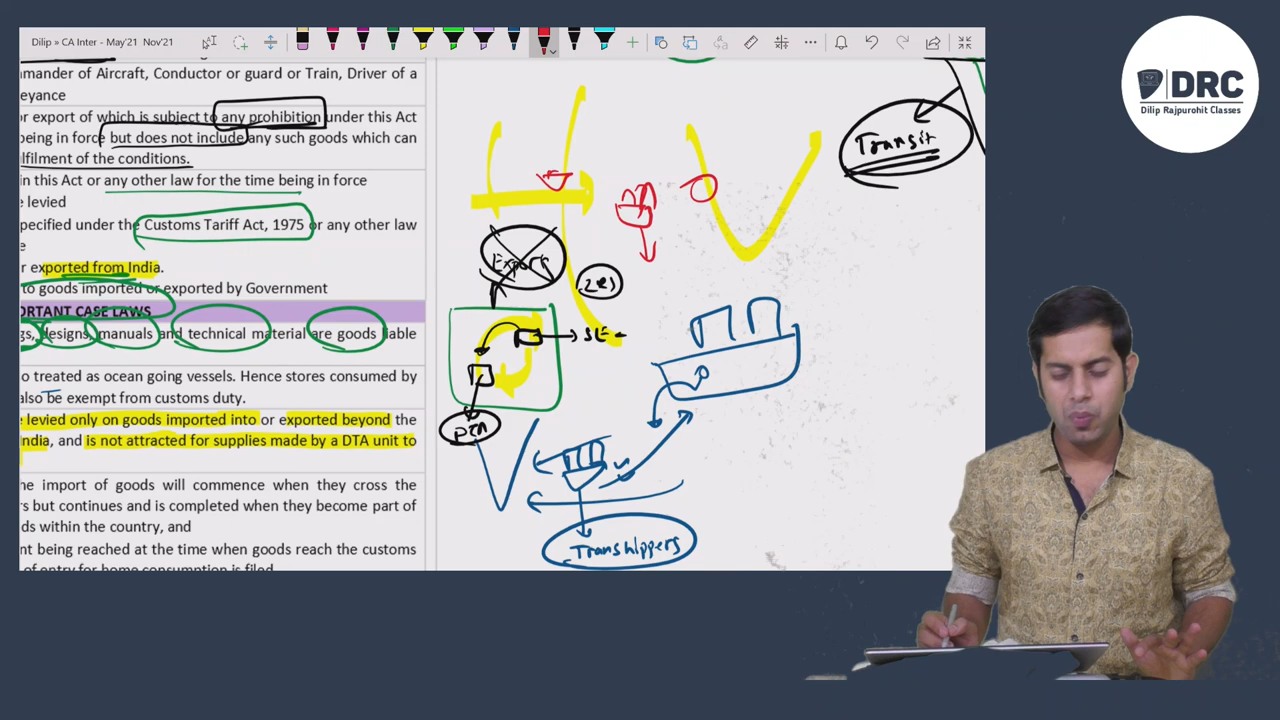 Dilip » CA Inter - May'21 Nov'21
mmander of Aircraft, Conductor or guard or Train, Driver of a
eyance
or export of which is subject to any prohibition under this Act
being in force but does not include any such goods which can
lfilment of the conditions.
in this Act or any other law for the time being in force
e levied
specified under the Customs Tariff Act, 1975 or any other law
e
r exported from India.
to goods imported or exported by Government
ORTANT CASE LAWS
gs, designs, manuals and technical material are goods liable
o treated as ocean going vessels. Hence stores consumed by
also be exempt from customs duty.
e levied only on goods imported into or exported beyond the
India, and is not attracted for supplies made by a DTA unit to
he import of goods will commence when they cross the
rs but continues and is completed when they become part of
ds within the country, and
nt being reached at the time when goods reach the customs
of entry for home consumption is filed
Transit
Export
Transhippers
DRC
Dilip Rajpurohit Classes